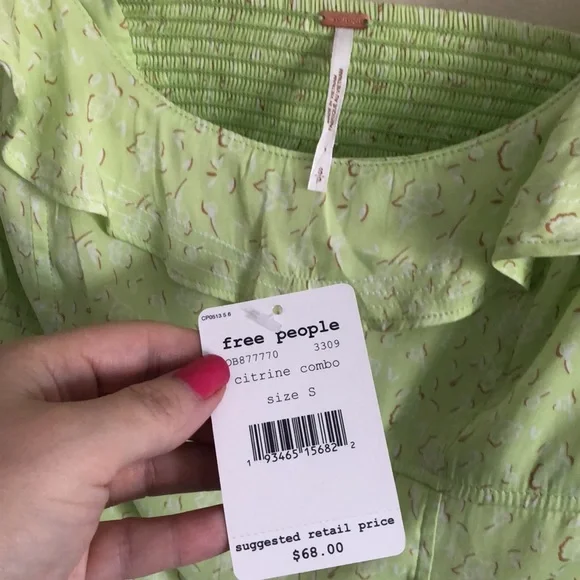 CP0513.5.6
free people
OB877770 3309
citrine combo
size S
1 93465 15682 2
suggested retail price
$68.00